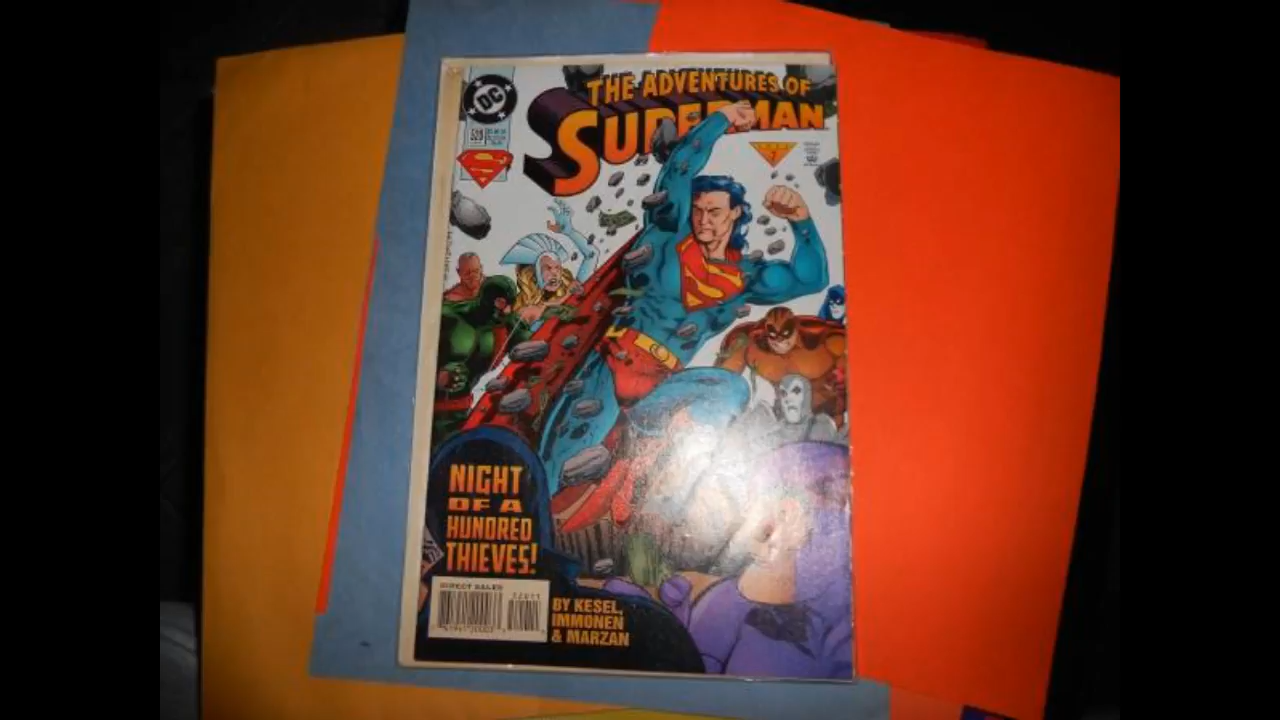 THE ADVENTURES OF
SUPERMAN
DC
NIGHT
OF A
HUNDRED
THIEVES!
DIRECT SALES
BY KESEL,
IMMONEN
& MARZAN